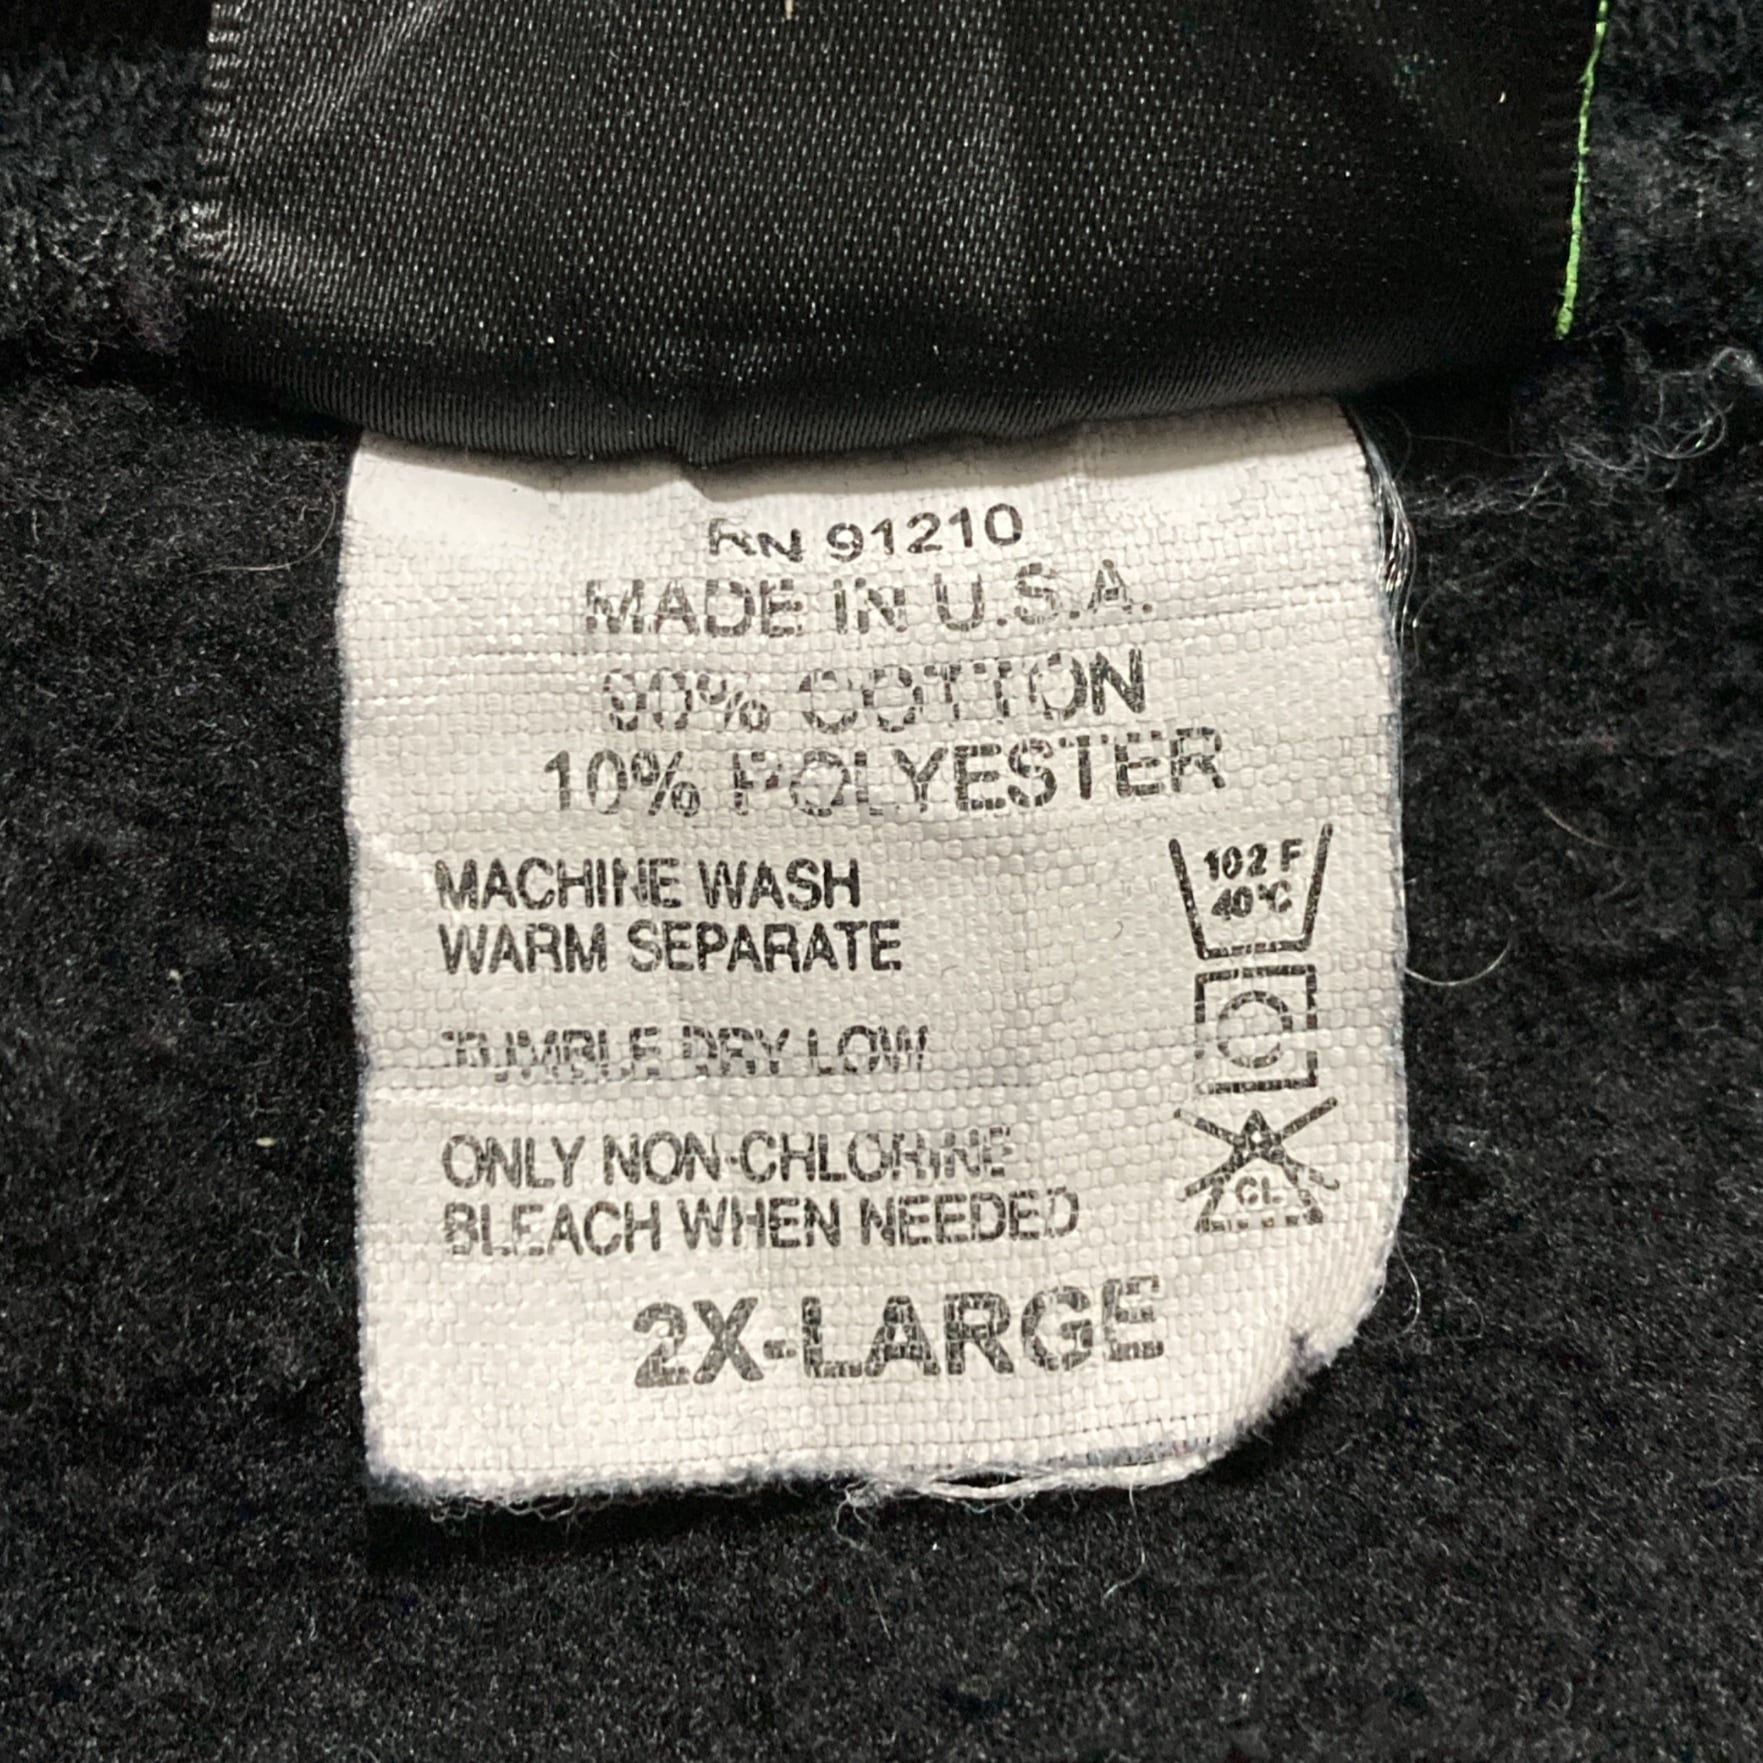 RN 91210
MADE IN U.S.A.
90% COTTON
10% POLYESTER
MACHINE WASH
WARM SEPARATE
TUMBLE DRY LOW
ONLY NON-CHLORINE
BLEACH WHEN NEEDED
2X-LARGE
102 F
40°C
CL